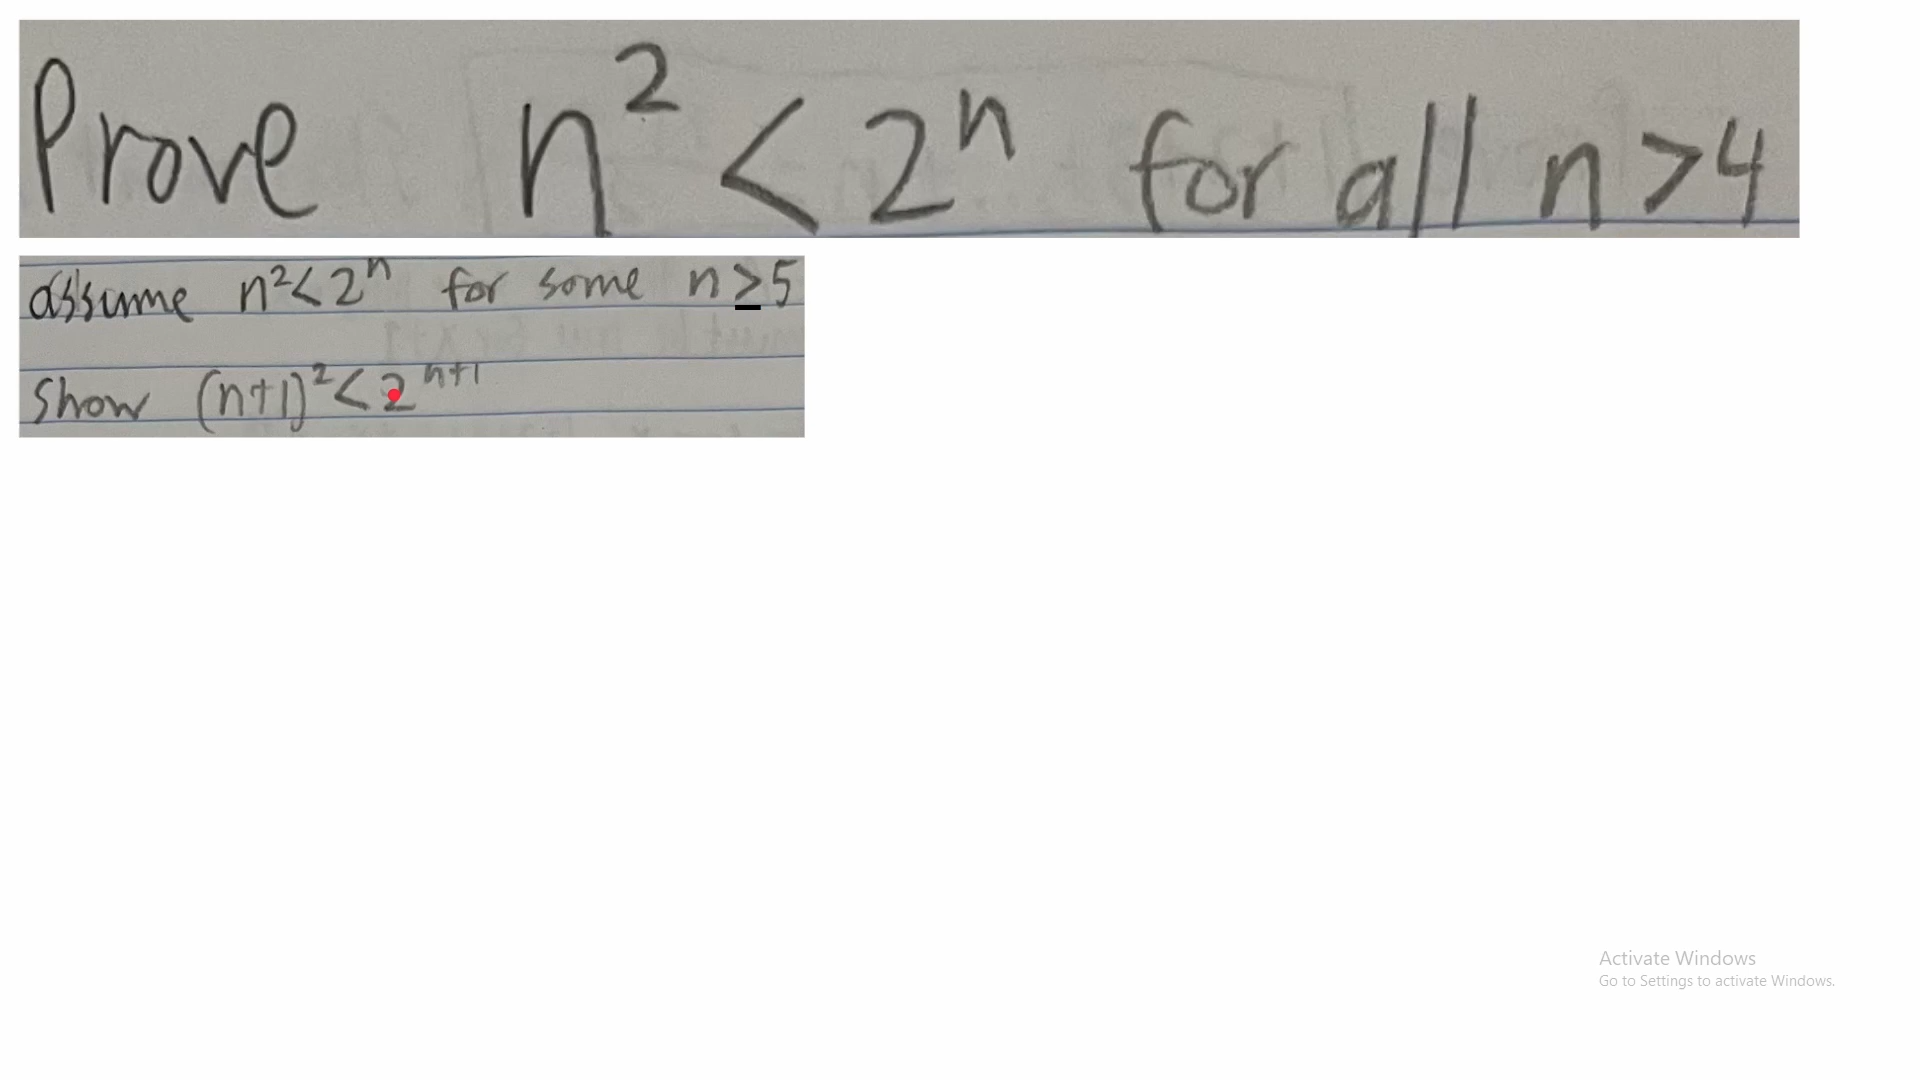 Prove n² < 2ⁿ for all n > 4
assume n² < 2ⁿ for some n ≥ 5
show (n+1)² < 2ⁿ⁺¹
Activate Windows
Go to Settings to activate Windows.